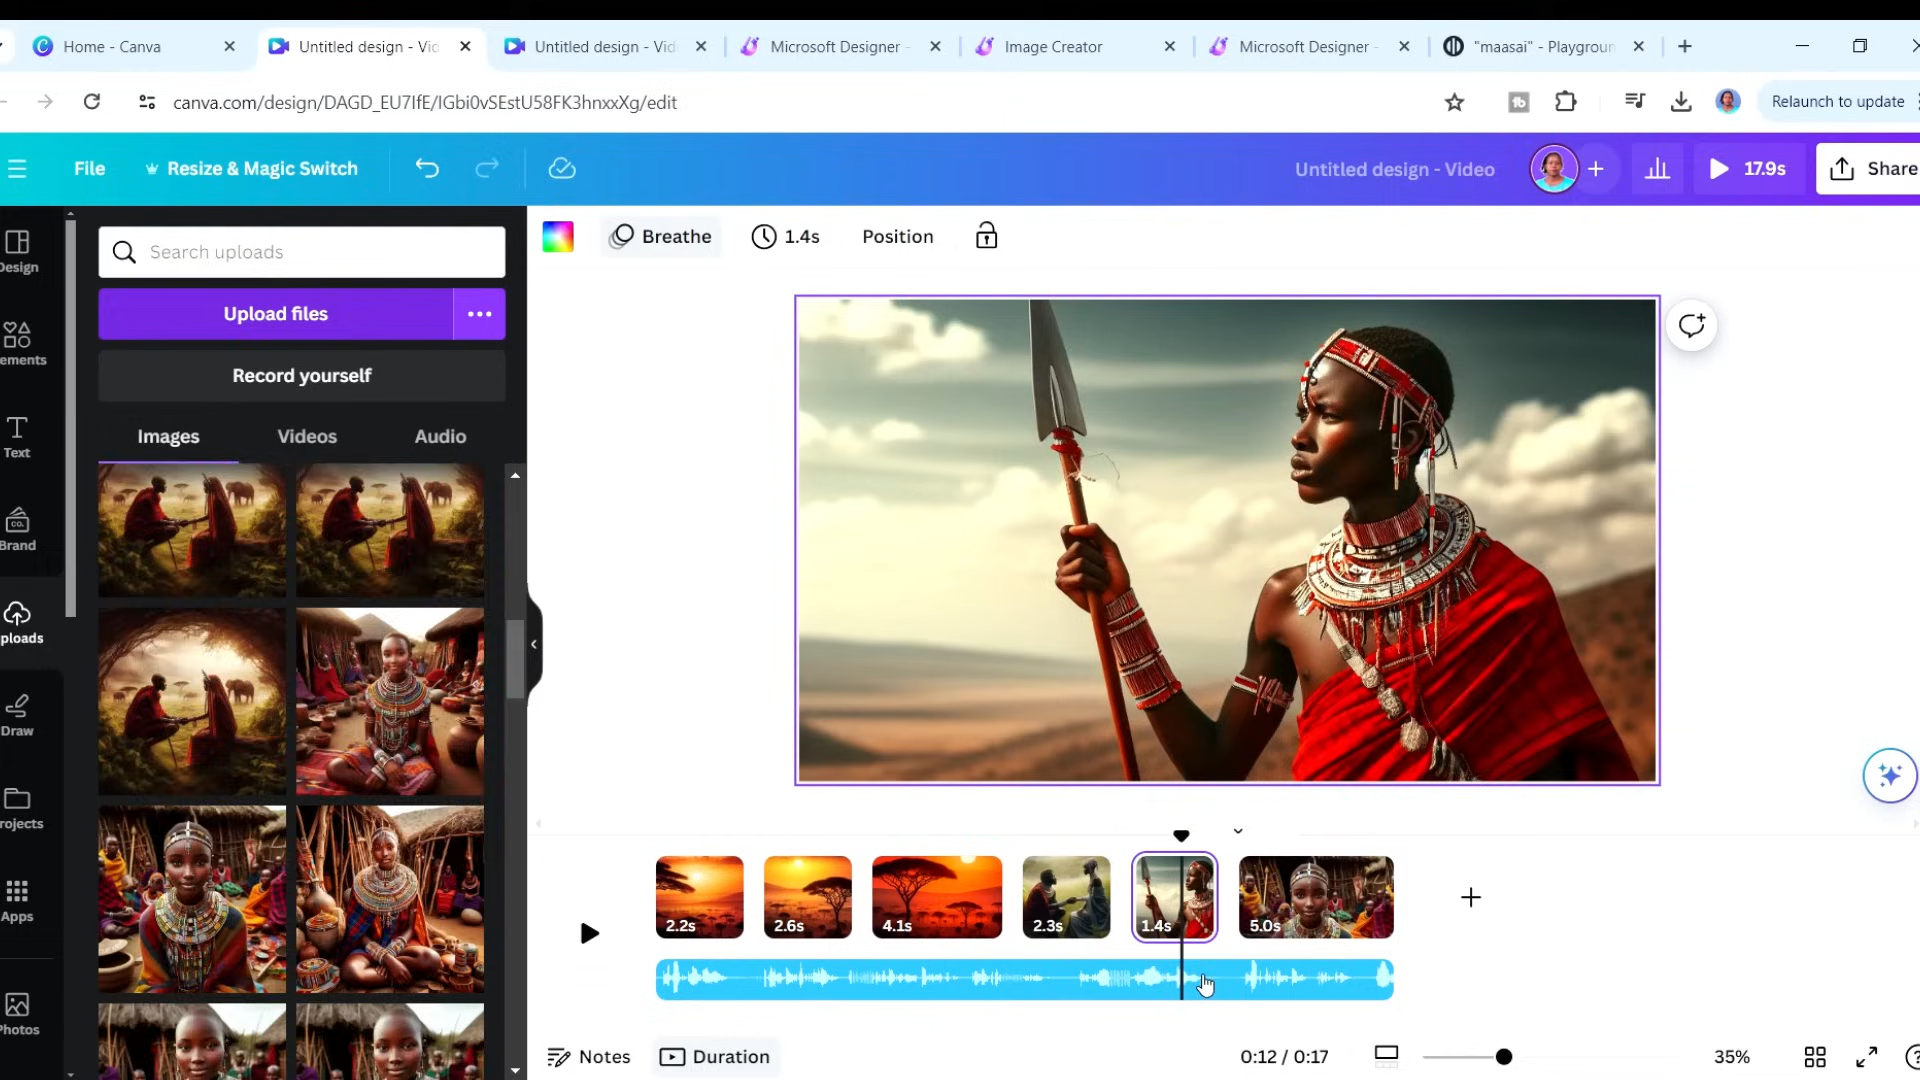 Home - Canva
Untitled design - Vid
Untitled design - Vid
Microsoft Designer -
Image Creator
Microsoft Designer -
"maasai" - Playgroun
canva.com/design/DAGD_EU7IfE/IGbi0vSEstU58FK3hnxxXg/edit
Relaunch to update
File
Resize & Magic Switch
Untitled design - Video
17.9s
Share
Design
Search uploads
Breathe
1.4s
Position
Upload files
Record yourself
ements
Images
Videos
Audio
Text
Brand
ploads
Draw
rojects
Apps
Photos
2.2s
2.6s
4.1s
2.3s
1.4s
5.0s
Notes
Duration
0:12 / 0:17
35%